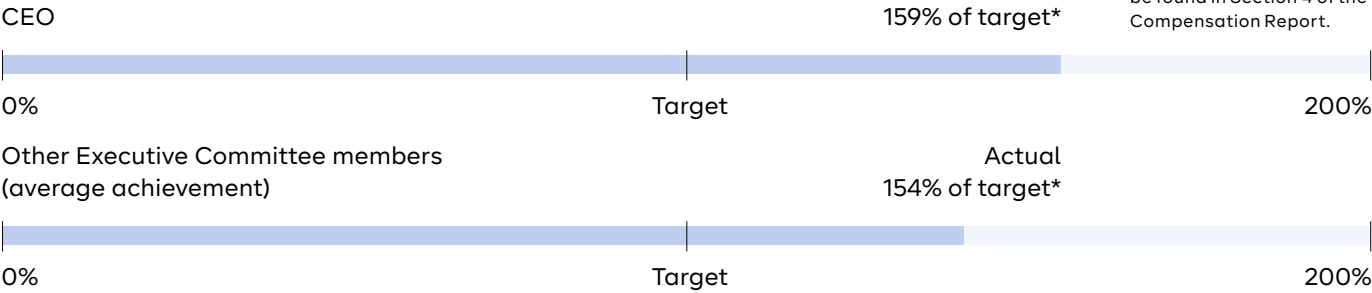 be found in Section 4 of the
CEO
159% of target*
Compensation Report.
0%
Target
200%
Other Executive Committee members
Actual
(average achievement)
154% of target*
0%
Target
200%